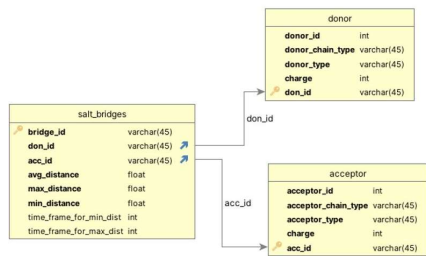 donor
donor_id int
donor_chain_type varchar(45)
donor_type varchar(45)
charge int
don_id varchar(45)
don_id
salt_bridges
bridge_id varchar(45)
don_id varchar(45)
acc_id varchar(45)
avg_distance float
max_distance float
min_distance float
time_frame_for_min_dist int
time_frame_for_max_dist int
acc_id
acceptor
acceptor_id int
acceptor_chain_type varchar(45)
acceptor_type varchar(45)
charge int
acc_id varchar(45)